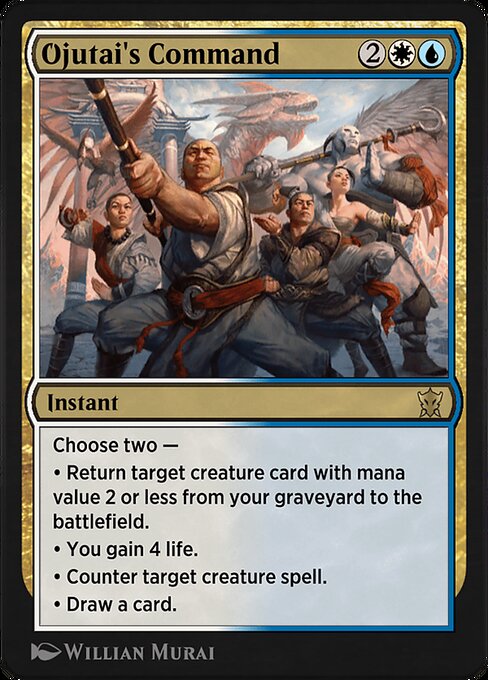 Ojutai's Command 2
Instant
Choose two —
• Return target creature card with mana
value 2 or less from your graveyard to the
battlefield.
• You gain 4 life.
• Counter target creature spell.
• Draw a card.
Willian Murai